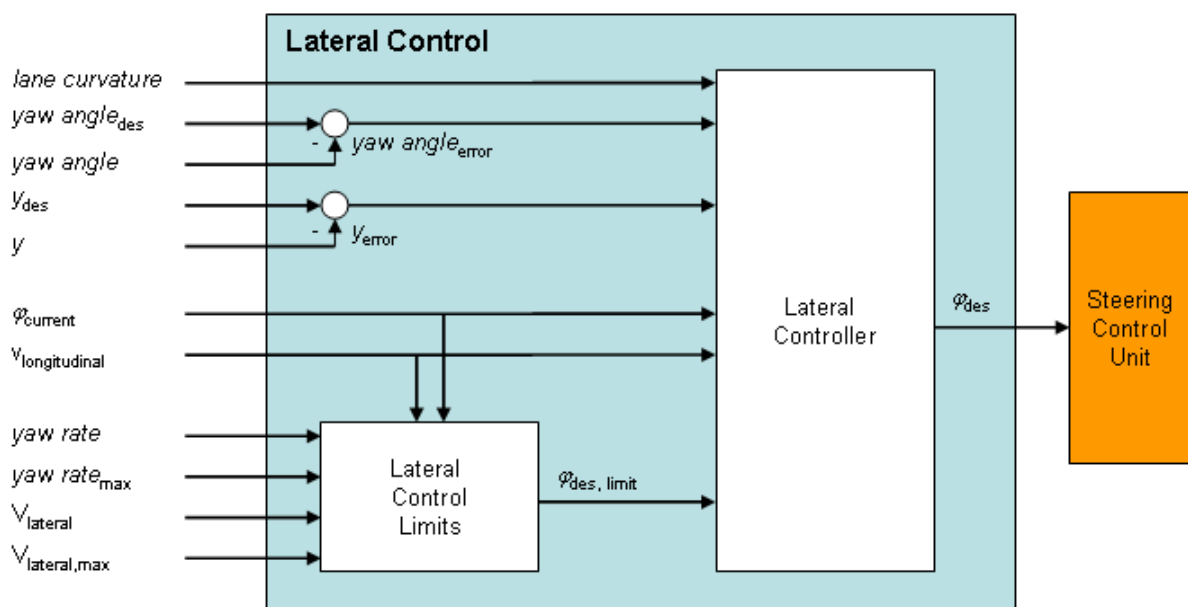 Lateral Control
lane curvature
yaw angle_des
yaw angle
- yaw angle_error
y_des
y
- y_error
φ_current
v_longitudinal
yaw rate
yaw rate_max
V_lateral
V_lateral,max
Lateral
Control
Limits
φ_des, limit
Lateral
Controller
φ_des
Steering
Control
Unit